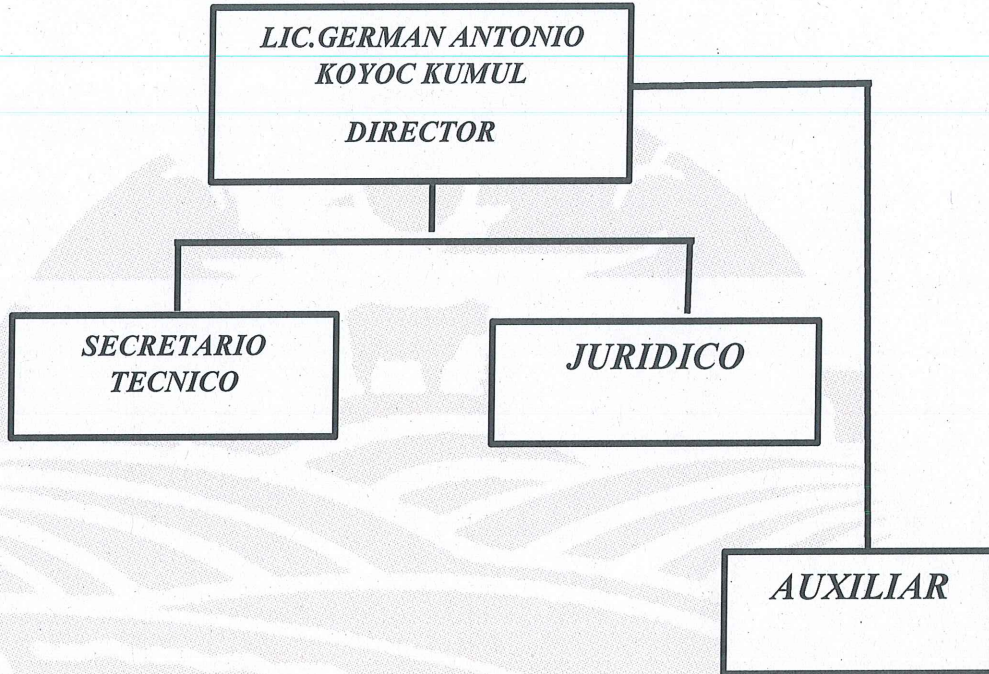 LIC.GERMAN ANTONIO
KOYOC KUMUL
DIRECTOR
SECRETARIO
TECNICO
JURIDICO
AUXILIAR